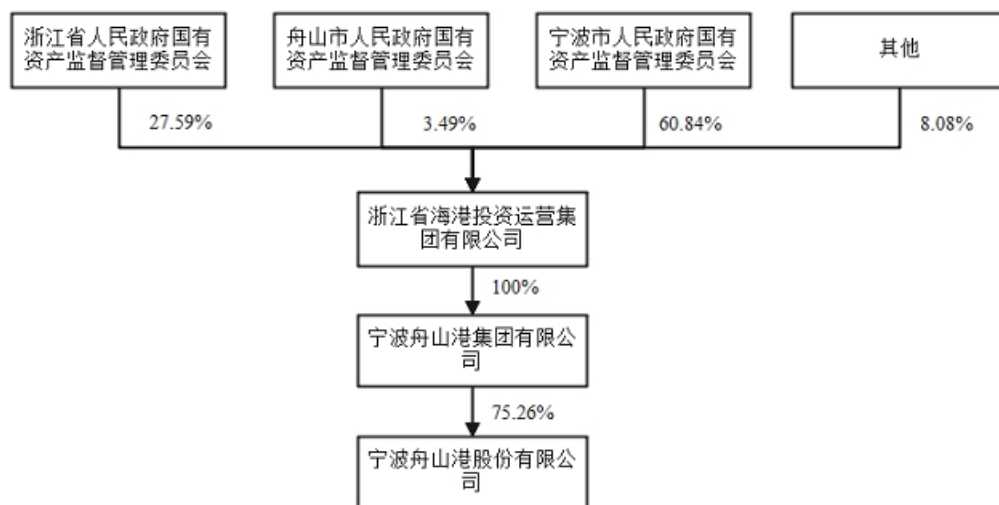 浙江省人民政府国有
资产监督管理委员会
舟山市人民政府国有
资产监督管理委员会
宁波市人民政府国有
资产监督管理委员会
其他
27.59%
3.49%
60.84%
8.08%
浙江省海港投资运营集
团有限公司
100%
宁波舟山港集团有限公
司
75.26%
宁波舟山港股份有限公
司